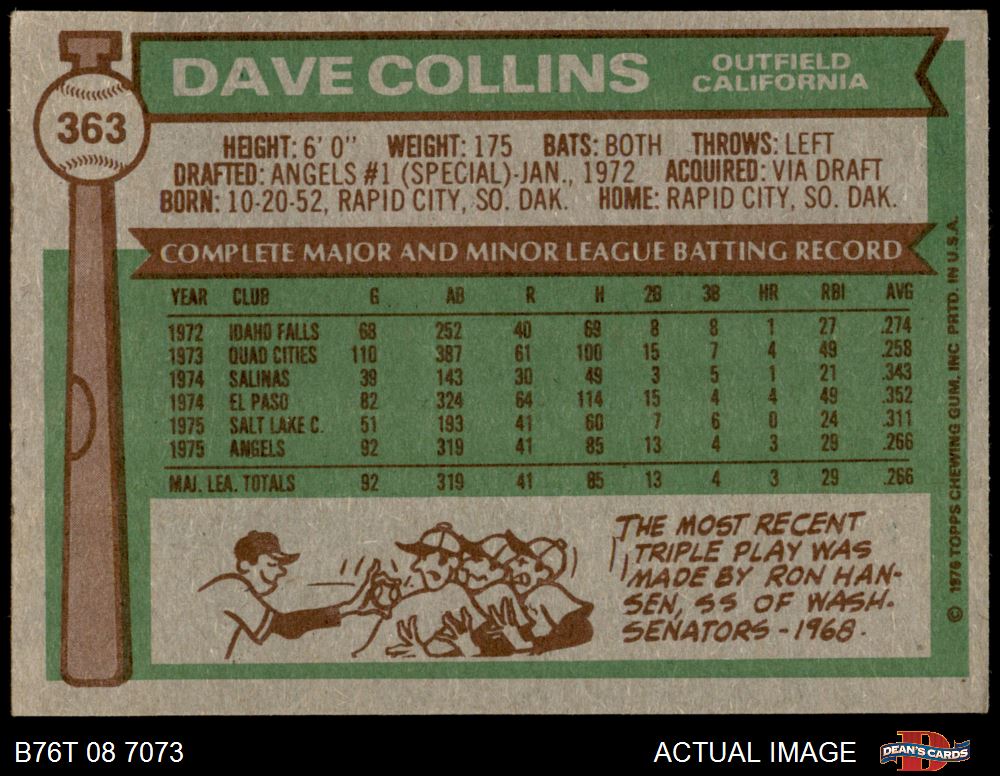 DAVE COLLINS
OUTFIELD
CALIFORNIA
363
HEIGHT: 6' 0" WEIGHT: 175 BATS: BOTH THROWS: LEFT
DRAFTED: ANGELS #1 (SPECIAL)-JAN., 1972 ACQUIRED: VIA DRAFT
BORN: 10-20-52, RAPID CITY, SO. DAK. HOME: RAPID CITY, SO. DAK.
COMPLETE MAJOR AND MINOR LEAGUE BATTING RECORD
YEAR CLUB G AB R H 2B 3B HR RBI AVG
1972 IDAHO FALLS 68 252 40 69 8 8 1 27 .274
1973 QUAD CITIES 110 387 61 100 15 7 4 49 .258
1974 SALINAS 39 143 30 49 3 5 1 21 .343
1974 EL PASO 82 324 64 114 15 4 4 49 .352
1975 SALT LAKE C. 51 193 41 60 7 6 0 24 .311
1975 ANGELS 92 319 41 85 13 4 3 29 .266
MAJ. LEA. TOTALS 92 319 41 85 13 4 3 29 .266
THE MOST RECENT
TRIPLE PLAY WAS
MADE BY RON HAN-
SEN, SS OF WASH.
SENATORS - 1968.
© 1976 TOPPS CHEWING GUM, INC PRTD. IN U.S.A.
B76T 08 7073
ACTUAL IMAGE
D
DEAN'S CARDS